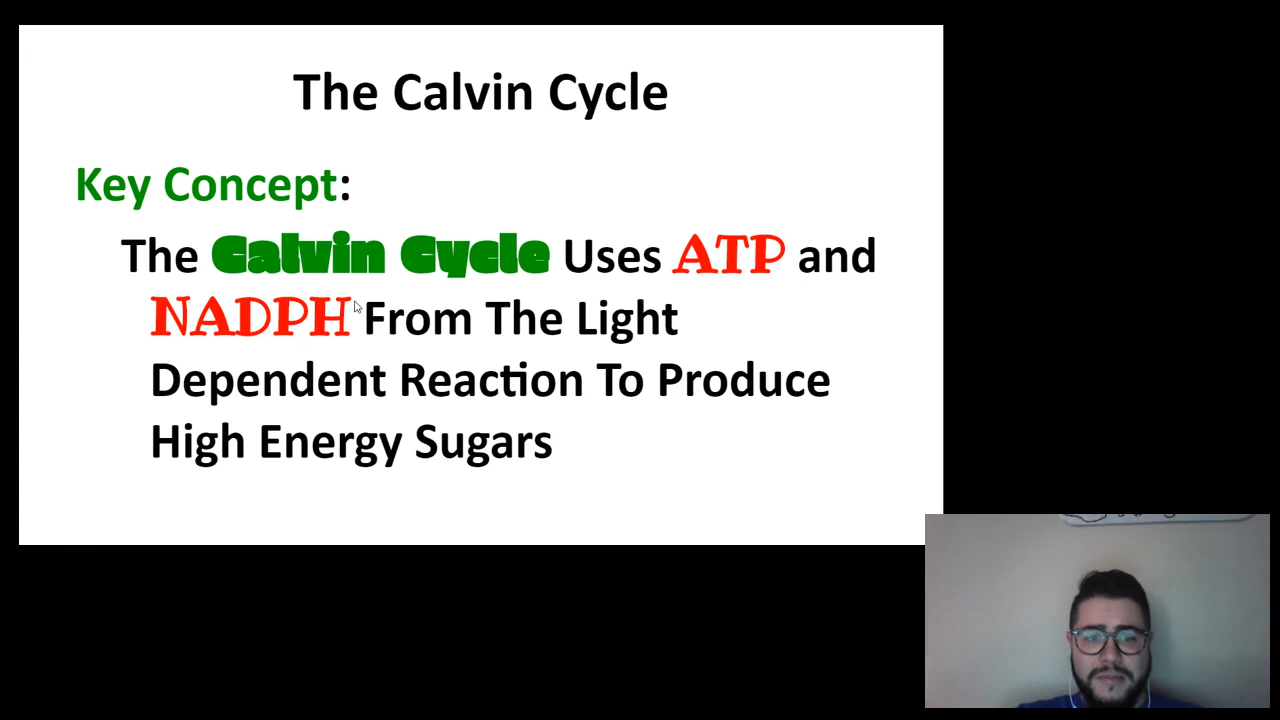 The Calvin Cycle
Key Concept:
The Calvin Cycle Uses ATP and
NADPH From The Light
Dependent Reaction To Produce
High Energy Sugars